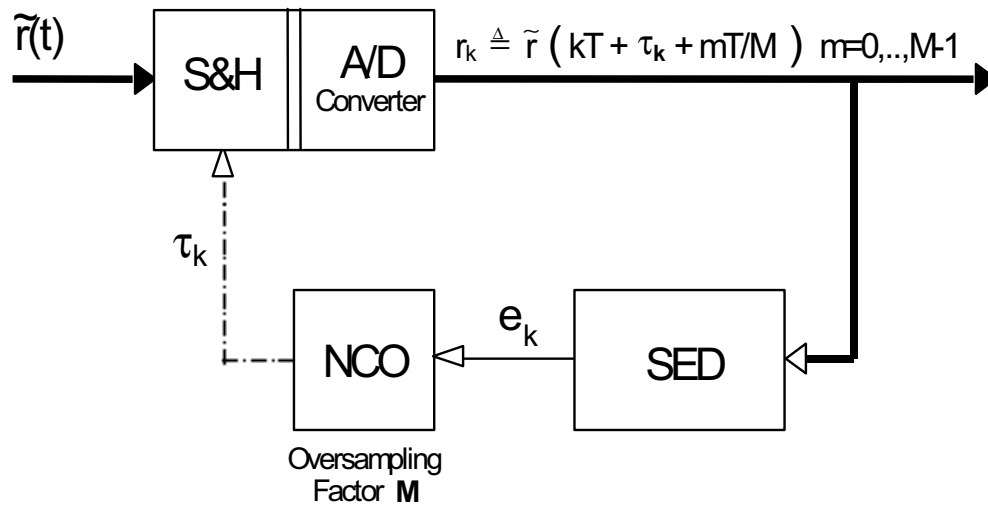 r̃(t)
S&H
A/D
Converter
r_k ≜ r̃ ( kT + τ_k + mT/M ) m=0,..,M-1
τ_k
NCO
e_k
SED
Oversampling
Factor M